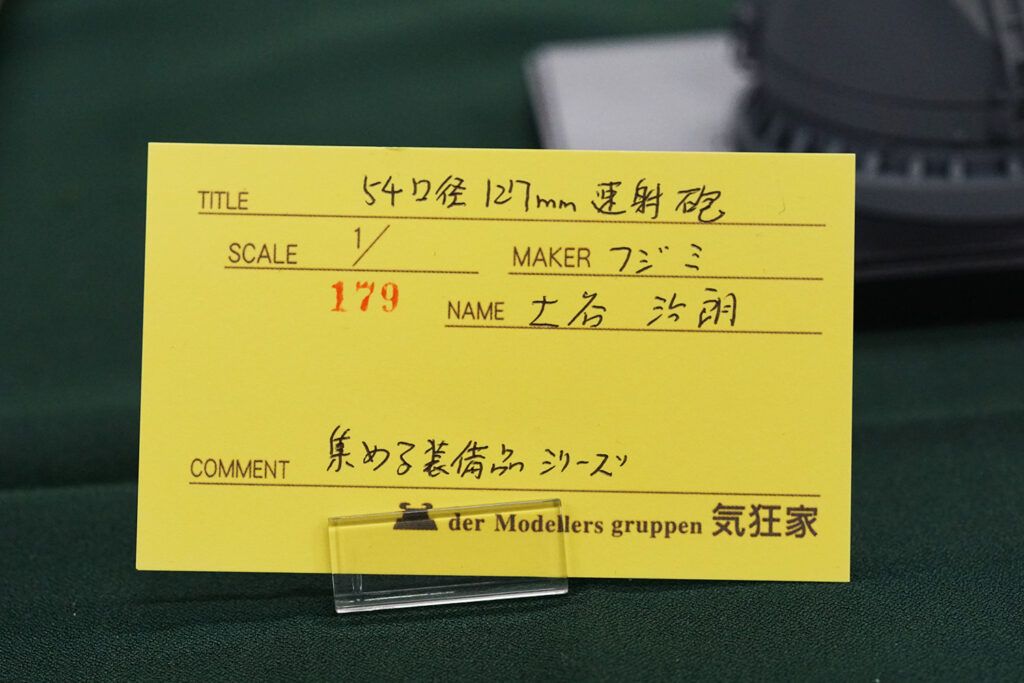 TITLE 54口径 127mm 速射砲
SCALE 1/
MAKER フジミ
179
NAME 大谷 治朗
COMMENT 集める装備品シリーズ
der Modellers gruppen 気狂家